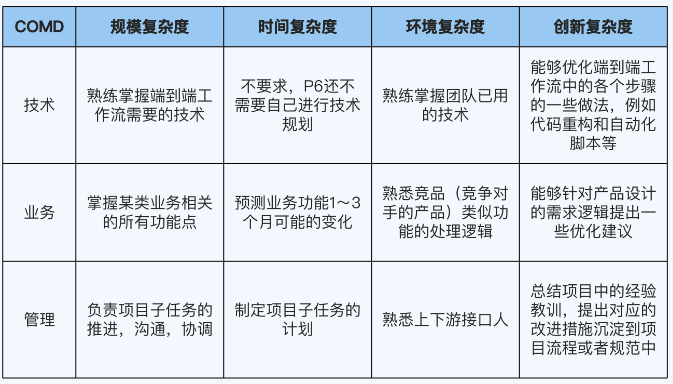 COMD 规模复杂度 时间复杂度 环境复杂度 创新复杂度
技术
熟练掌握端到端工
作流需要的技术
不要求，P6还不
需要自己进行技术
规划
熟练掌握团队已用
的技术
能够优化端到端工
作流中的各个步骤
的一些做法，例如
代码重构和自动化
脚本等
业务
掌握某类业务相关
的所有功能点
预测业务功能1～3
个月可能的变化
熟悉竞品（竞争对
手的产品）类似功
能的处理逻辑
能够针对产品设计
的需求逻辑提出一
些优化建议
管理
负责项目子任务的
推进，沟通，协调
制定项目子任务的
计划
熟悉上下游接口人
总结项目中的经验
教训，提出对应的
改进措施沉淀到项
目流程或者规范中